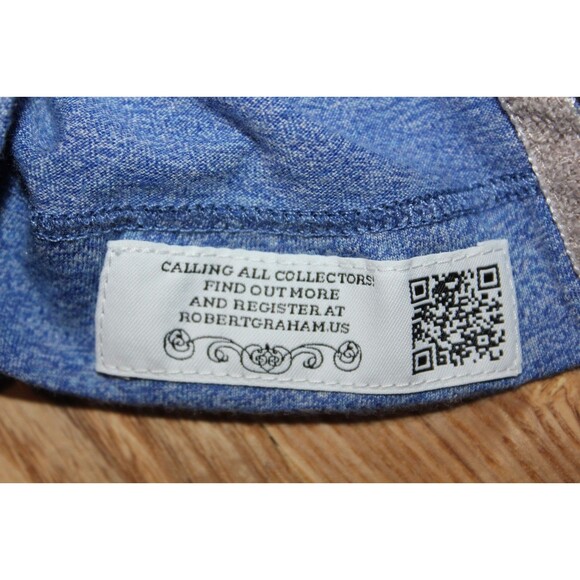 CALLING ALL COLLECTORS!
FIND OUT MORE
AND REGISTER AT
ROBERTGRAHAM.US